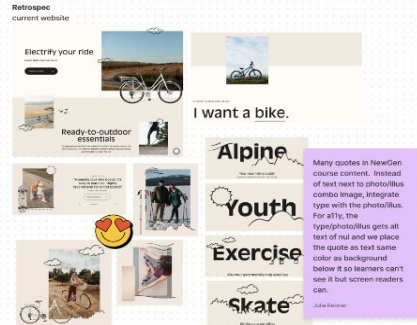 Retrospec
current website
Electrify your ride
I want a bike.
Ready-to-outdoor
essentials
Alpine
Youth
Exercise
Skate
Many quotes in NewGen
course content. Instead
of text next to photo/illus
combo image, integrate
type with the photo/illus.
For a11y, the
type/photo/illus gets alt
text of nul and we place
the quote as text same
color as background
below it so learners can't
see it but screen readers
can.
Julie Renner